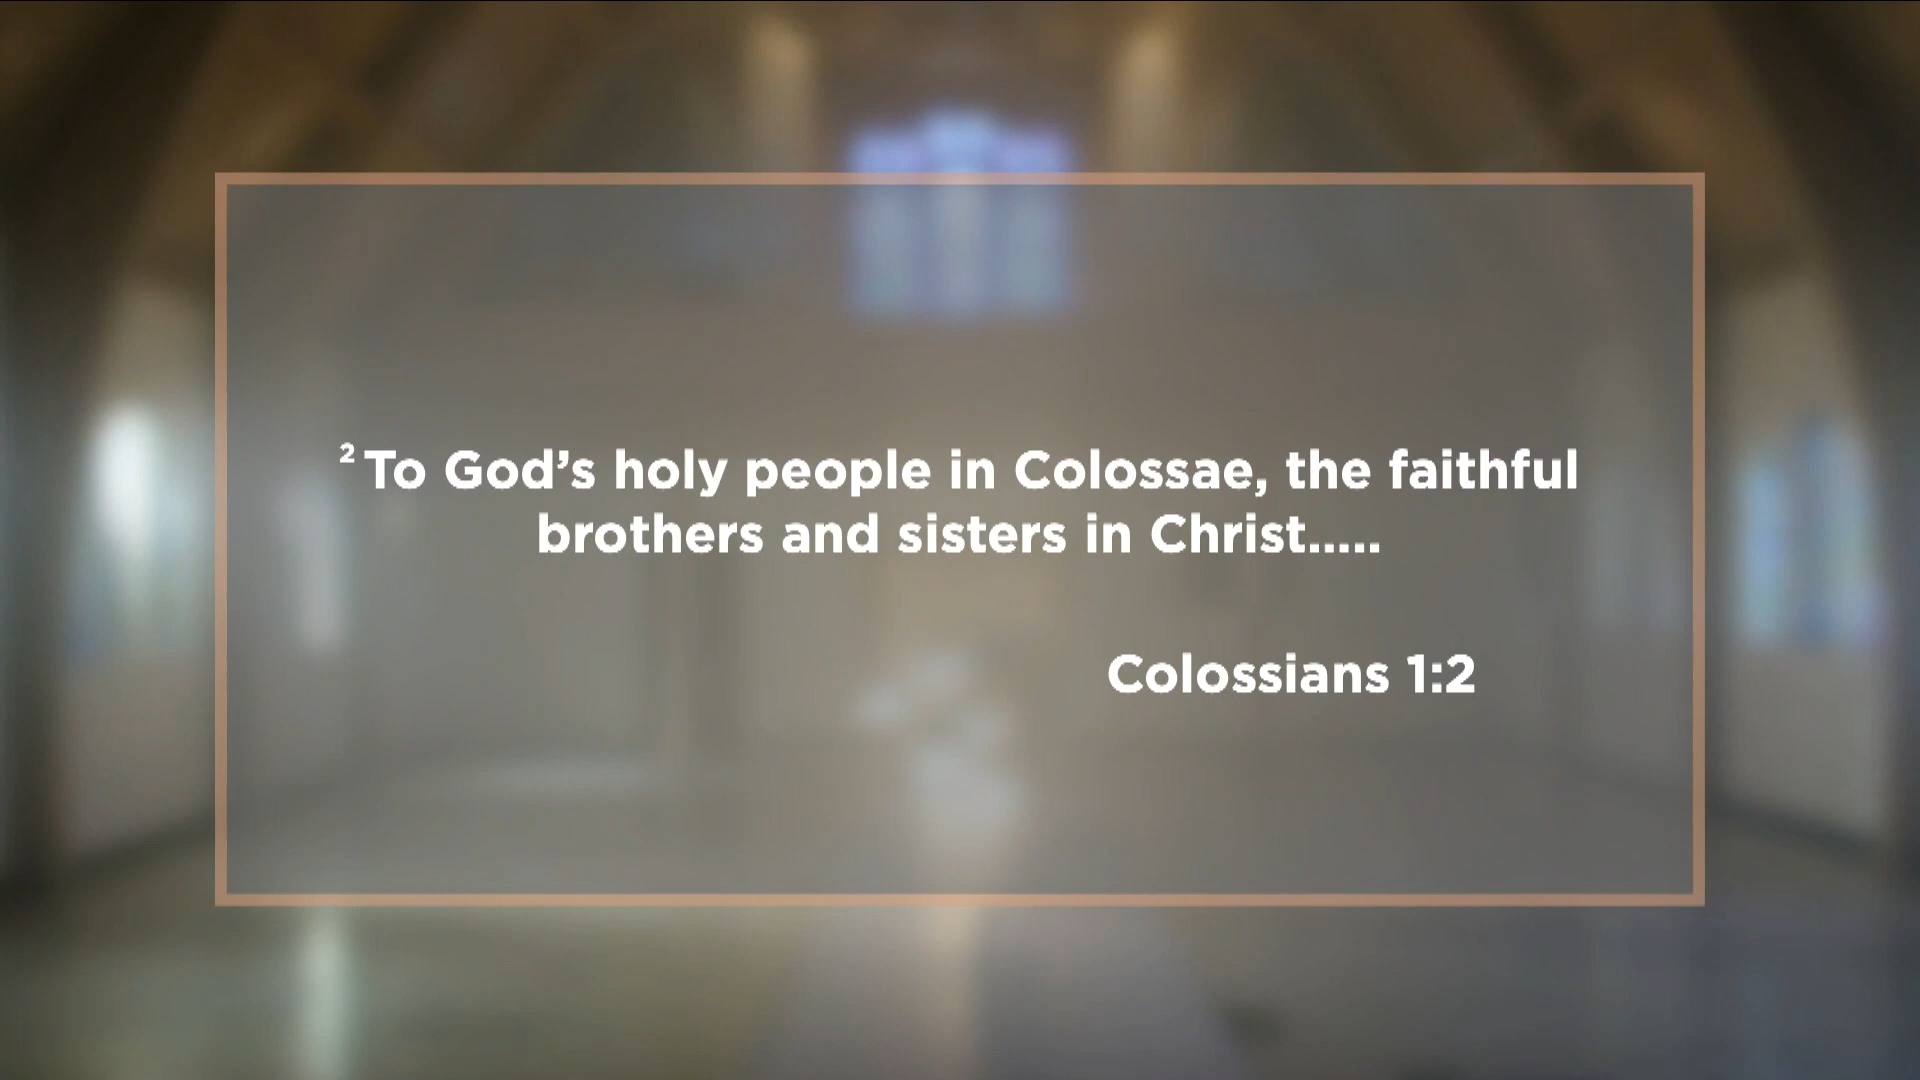 ² To God’s holy people in Colossae, the faithful
brothers and sisters in Christ.....
Colossians 1:2